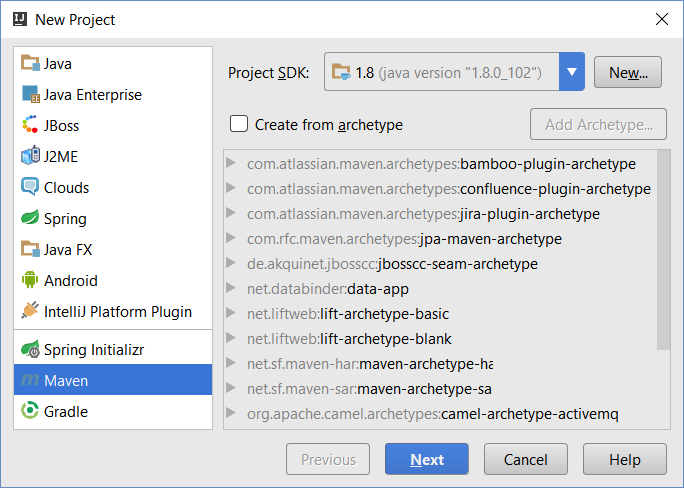 New Project
Java
Java Enterprise
JBoss
J2ME
Clouds
Spring
Java FX
Android
IntelliJ Platform Plugin
Spring Initializr
Maven
Gradle
Project SDK: 1.8 (java version "1.8.0_102") New...
Create from archetype Add Archetype...
com.atlassian.maven.archetypes:bamboo-plugin-archetype
com.atlassian.maven.archetypes:confluence-plugin-archetype
com.atlassian.maven.archetypes:jira-plugin-archetype
com.rfc.maven.archetypes:jpa-maven-archetype
de.akquinet.jbosscc:jbosscc-seam-archetype
net.databinder:data-app
net.liftweb:lift-archetype-basic
net.liftweb:lift-archetype-blank
net.sf.maven-har:maven-archetype-ha
net.sf.maven-sar:maven-archetype-sa
org.apache.camel.archetypes:camel-archetype-activemq
Previous Next Cancel Help